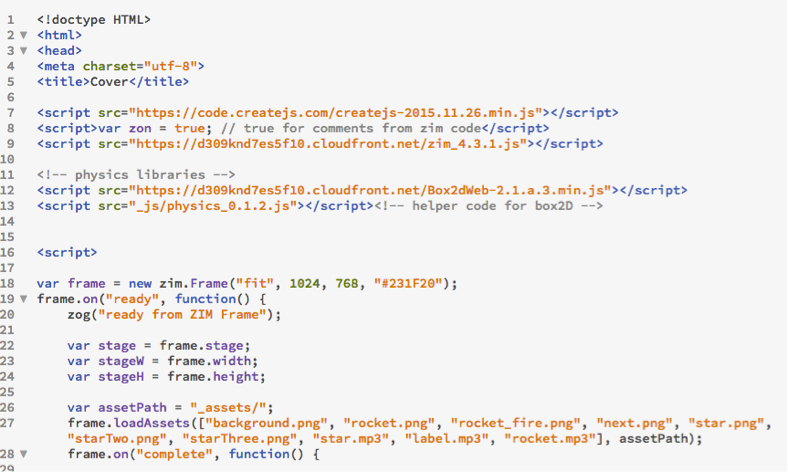 1 <!doctype HTML>
2 ▼ <html>
3 ▼ <head>
4 <meta charset="utf-8">
5 <title>Cover</title>
6
7 <script src="https://code.createjs.com/createjs-2015.11.26.min.js"></script>
8 <script>var zon = true; // true for comments from zim code</script>
9 <script src="https://d309knd7es5f10.cloudfront.net/zim_4.3.1.js"></script>
10
11 <!-- physics libraries -->
12 <script src="https://d309knd7es5f10.cloudfront.net/Box2dWeb-2.1.a.3.min.js"></script>
13 <script src="_js/physics_0.1.2.js"></script><!-- helper code for box2D -->
14
15
16 <script>
17
18 var frame = new zim.Frame("fit", 1024, 768, "#231F20");
19 ▼ frame.on("ready", function() {
20     zog("ready from ZIM Frame");
21
22     var stage = frame.stage;
23     var stageW = frame.width;
24     var stageH = frame.height;
25
26     var assetPath = "_assets/";
27     frame.loadAssets(["background.png", "rocket.png", "rocket_fire.png", "next.png", "star.png",
    "starTwo.png", "starThree.png", "star.mp3", "label.mp3", "rocket.mp3"], assetPath);
28 ▼     frame.on("complete", function() {
29